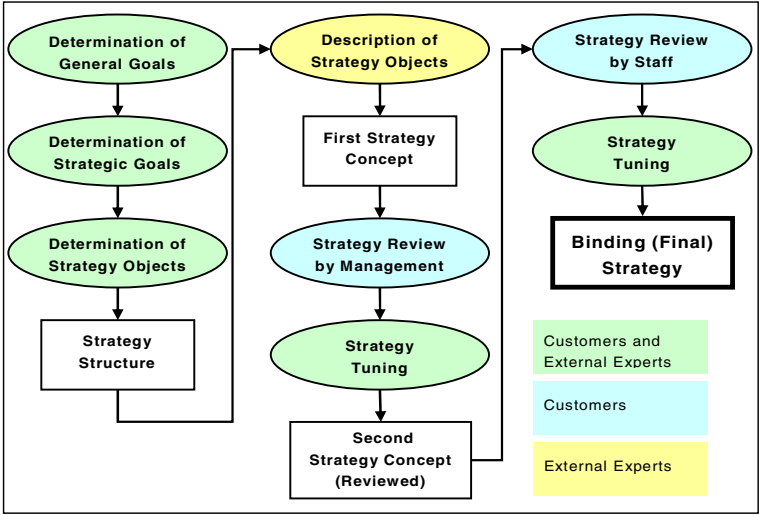 Determination of
General Goals
Determination of
Strategic Goals
Determination of
Strategy Objects
Strategy
Structure
Description of
Strategy Objects
First Strategy
Concept
Strategy Review
by Management
Strategy
Tuning
Second
Strategy Concept
(Reviewed)
Strategy Review
by Staff
Strategy
Tuning
Binding (Final)
Strategy
Customers and
External Experts
Customers
External Experts